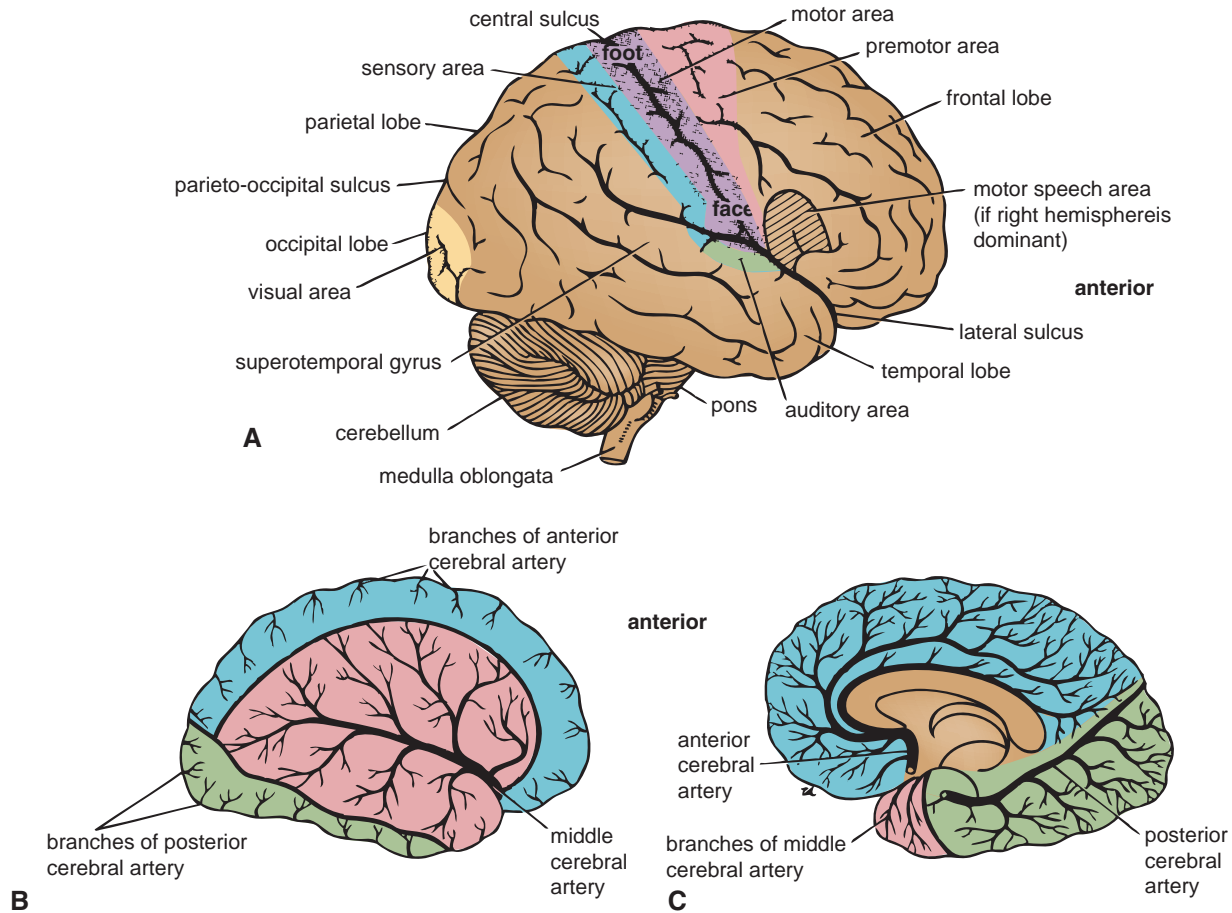 central sulcus
motor area
premotor area
foot
sensory area
frontal lobe
parietal lobe
parieto-occipital sulcus
motor speech area
(if right hemisphereis
dominant)
face
occipital lobe
visual area
anterior
lateral sulcus
superotemporal gyrus
temporal lobe
pons
auditory area
cerebellum
A
medulla oblongata
branches of anterior
cerebral artery
anterior
anterior
cerebral
artery
branches of posterior
cerebral artery
middle
cerebral
artery
branches of middle
cerebral artery
posterior
cerebral
artery
B
C